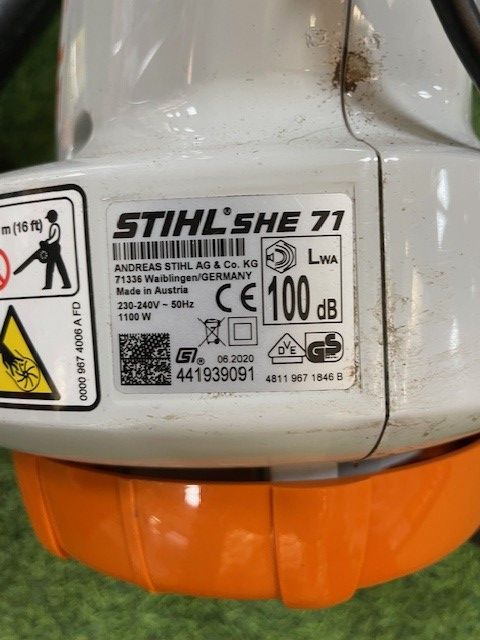 m (16 ft)
0000 967 4006 A FD
STIHL® SHE 71
ANDREAS STIHL AG & Co. KG
71336 Waiblingen/GERMANY
Made in Austria
230-240V ~ 50Hz
1100 W
CE
LWA
100 dB
06.2020
441939091
DVE
GS
4811 967 1846 B